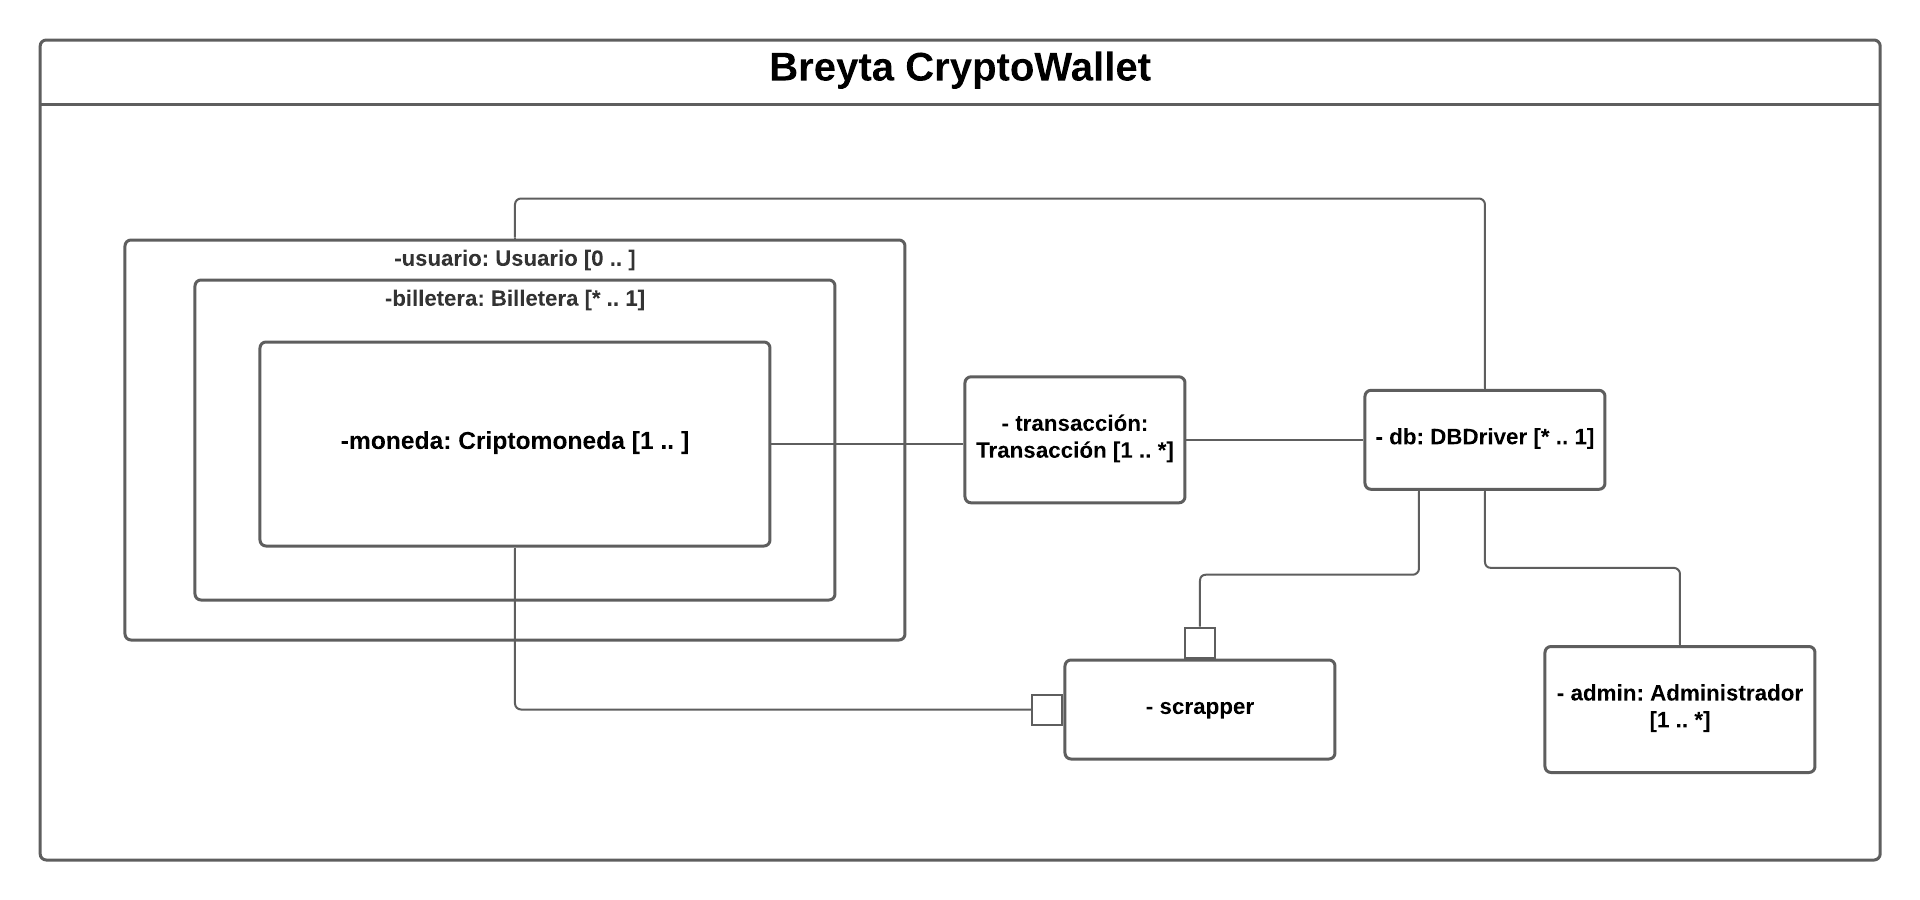 Breyta CryptoWallet
-usuario: Usuario [0 .. ]
-billetera: Billetera [* .. 1]
-moneda: Criptomoneda [1 .. ]
- transacción:
Transacción [1 .. *]
- db: DBDriver [* .. 1]
- scrapper
- admin: Administrador
[1 .. *]